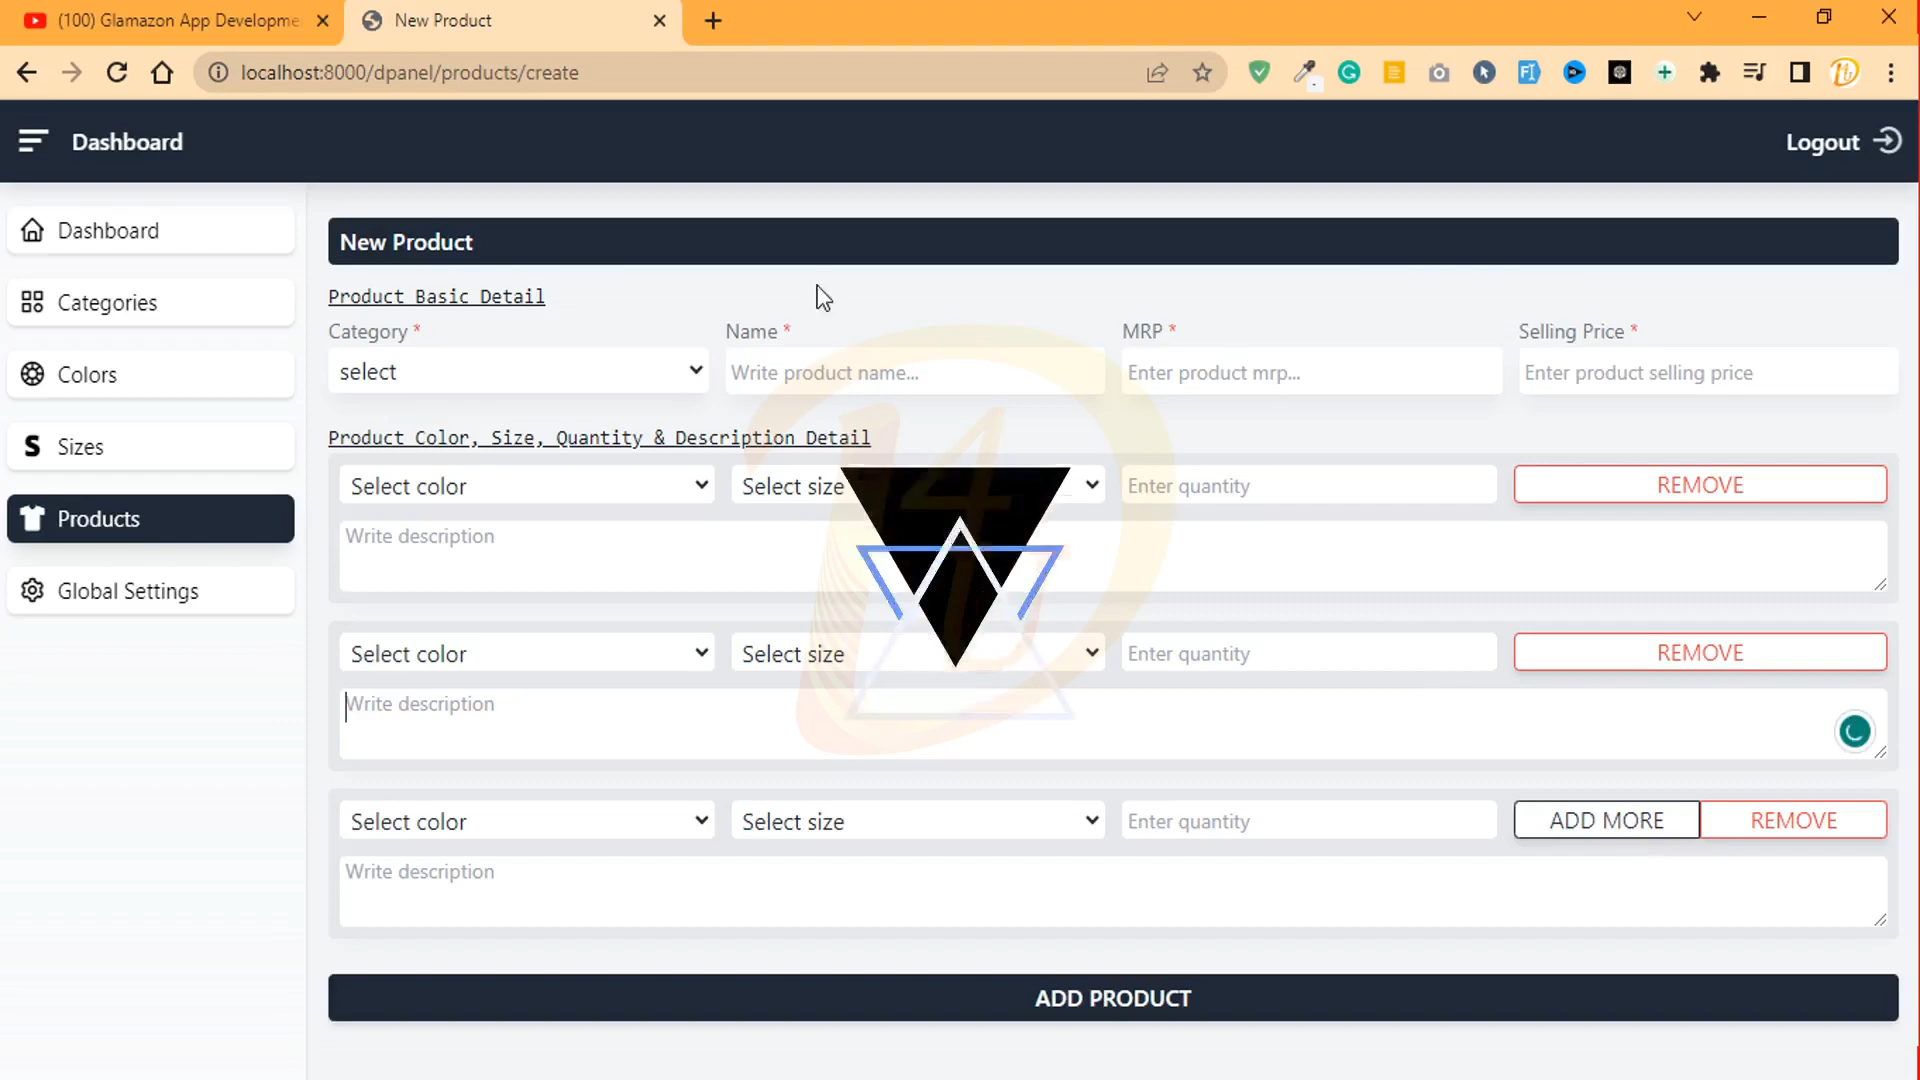 (100) Glamazon App Developme
New Product
localhost:8000/dpanel/products/create
Dashboard
Logout
Dashboard
Categories
Colors
Sizes
Products
Global Settings
New Product
Product Basic Detail
Category *
Name *
MRP *
Selling Price *
select
Write product name...
Enter product mrp...
Enter product selling price
Product Color, Size, Quantity & Description Detail
Select color
Select size
Enter quantity
REMOVE
Write description
Select color
Select size
Enter quantity
REMOVE
Write description
Select color
Select size
Enter quantity
ADD MORE
REMOVE
Write description
ADD PRODUCT